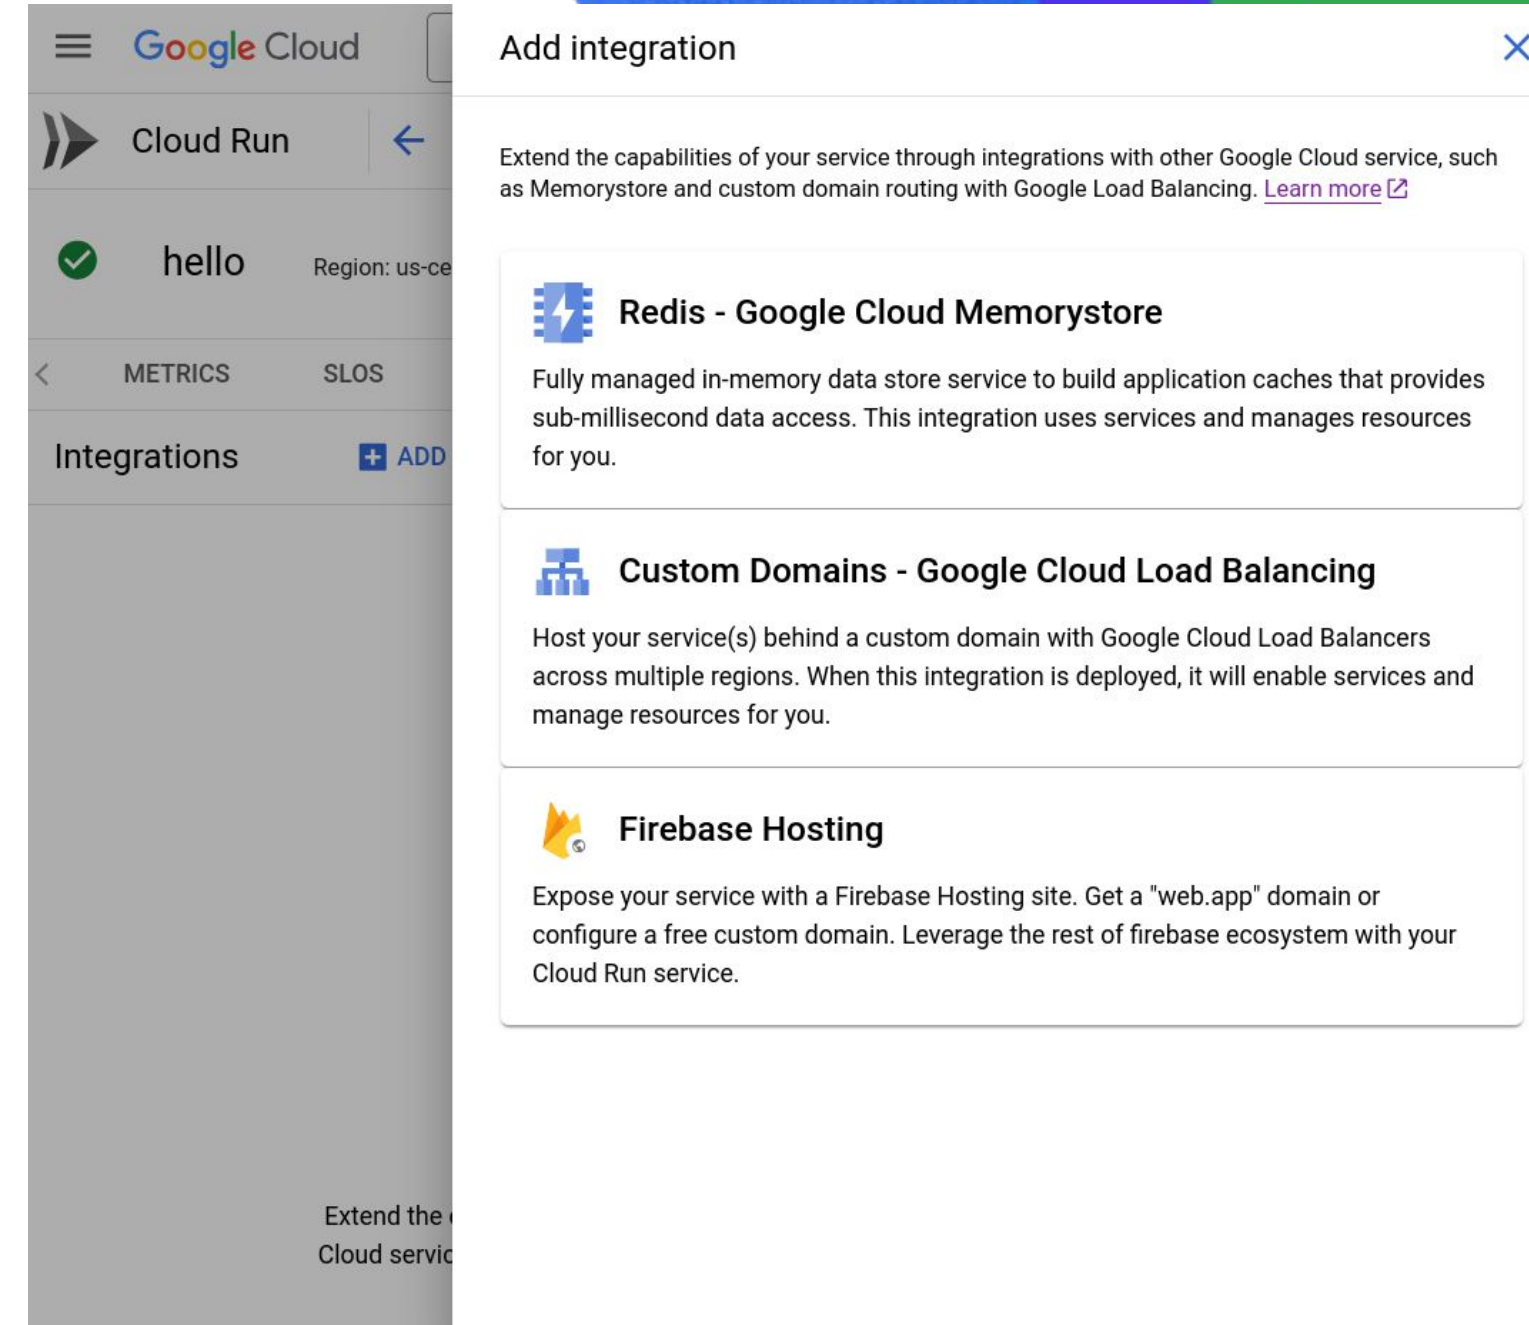 Google Cloud
Cloud Run
hello
Region: us-ce
METRICS
SLOS
Integrations
ADD
Extend the
Cloud servic
Add integration
Extend the capabilities of your service through integrations with other Google Cloud service, such
as Memorystore and custom domain routing with Google Load Balancing. Learn more
Redis - Google Cloud Memorystore
Fully managed in-memory data store service to build application caches that provides
sub-millisecond data access. This integration uses services and manages resources
for you.
Custom Domains - Google Cloud Load Balancing
Host your service(s) behind a custom domain with Google Cloud Load Balancers
across multiple regions. When this integration is deployed, it will enable services and
manage resources for you.
Firebase Hosting
Expose your service with a Firebase Hosting site. Get a "web.app" domain or
configure a free custom domain. Leverage the rest of firebase ecosystem with your
Cloud Run service.